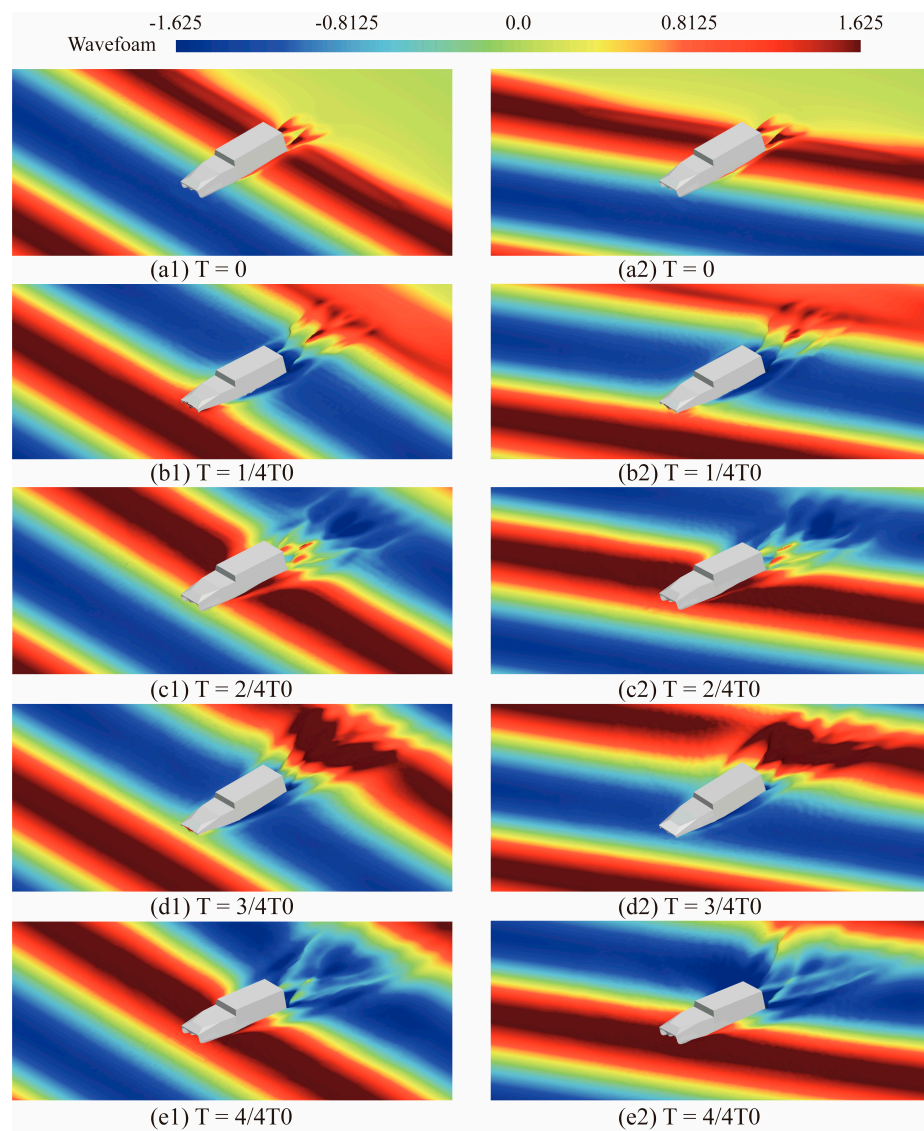 -1.625 -0.8125 0.0 0.8125 1.625
Wavefoam
(a1) T = 0 (a2) T = 0
(b1) T = 1/4T0 (b2) T = 1/4T0
(c1) T = 2/4T0 (c2) T = 2/4T0
(d1) T = 3/4T0 (d2) T = 3/4T0
(e1) T = 4/4T0 (e2) T = 4/4T0